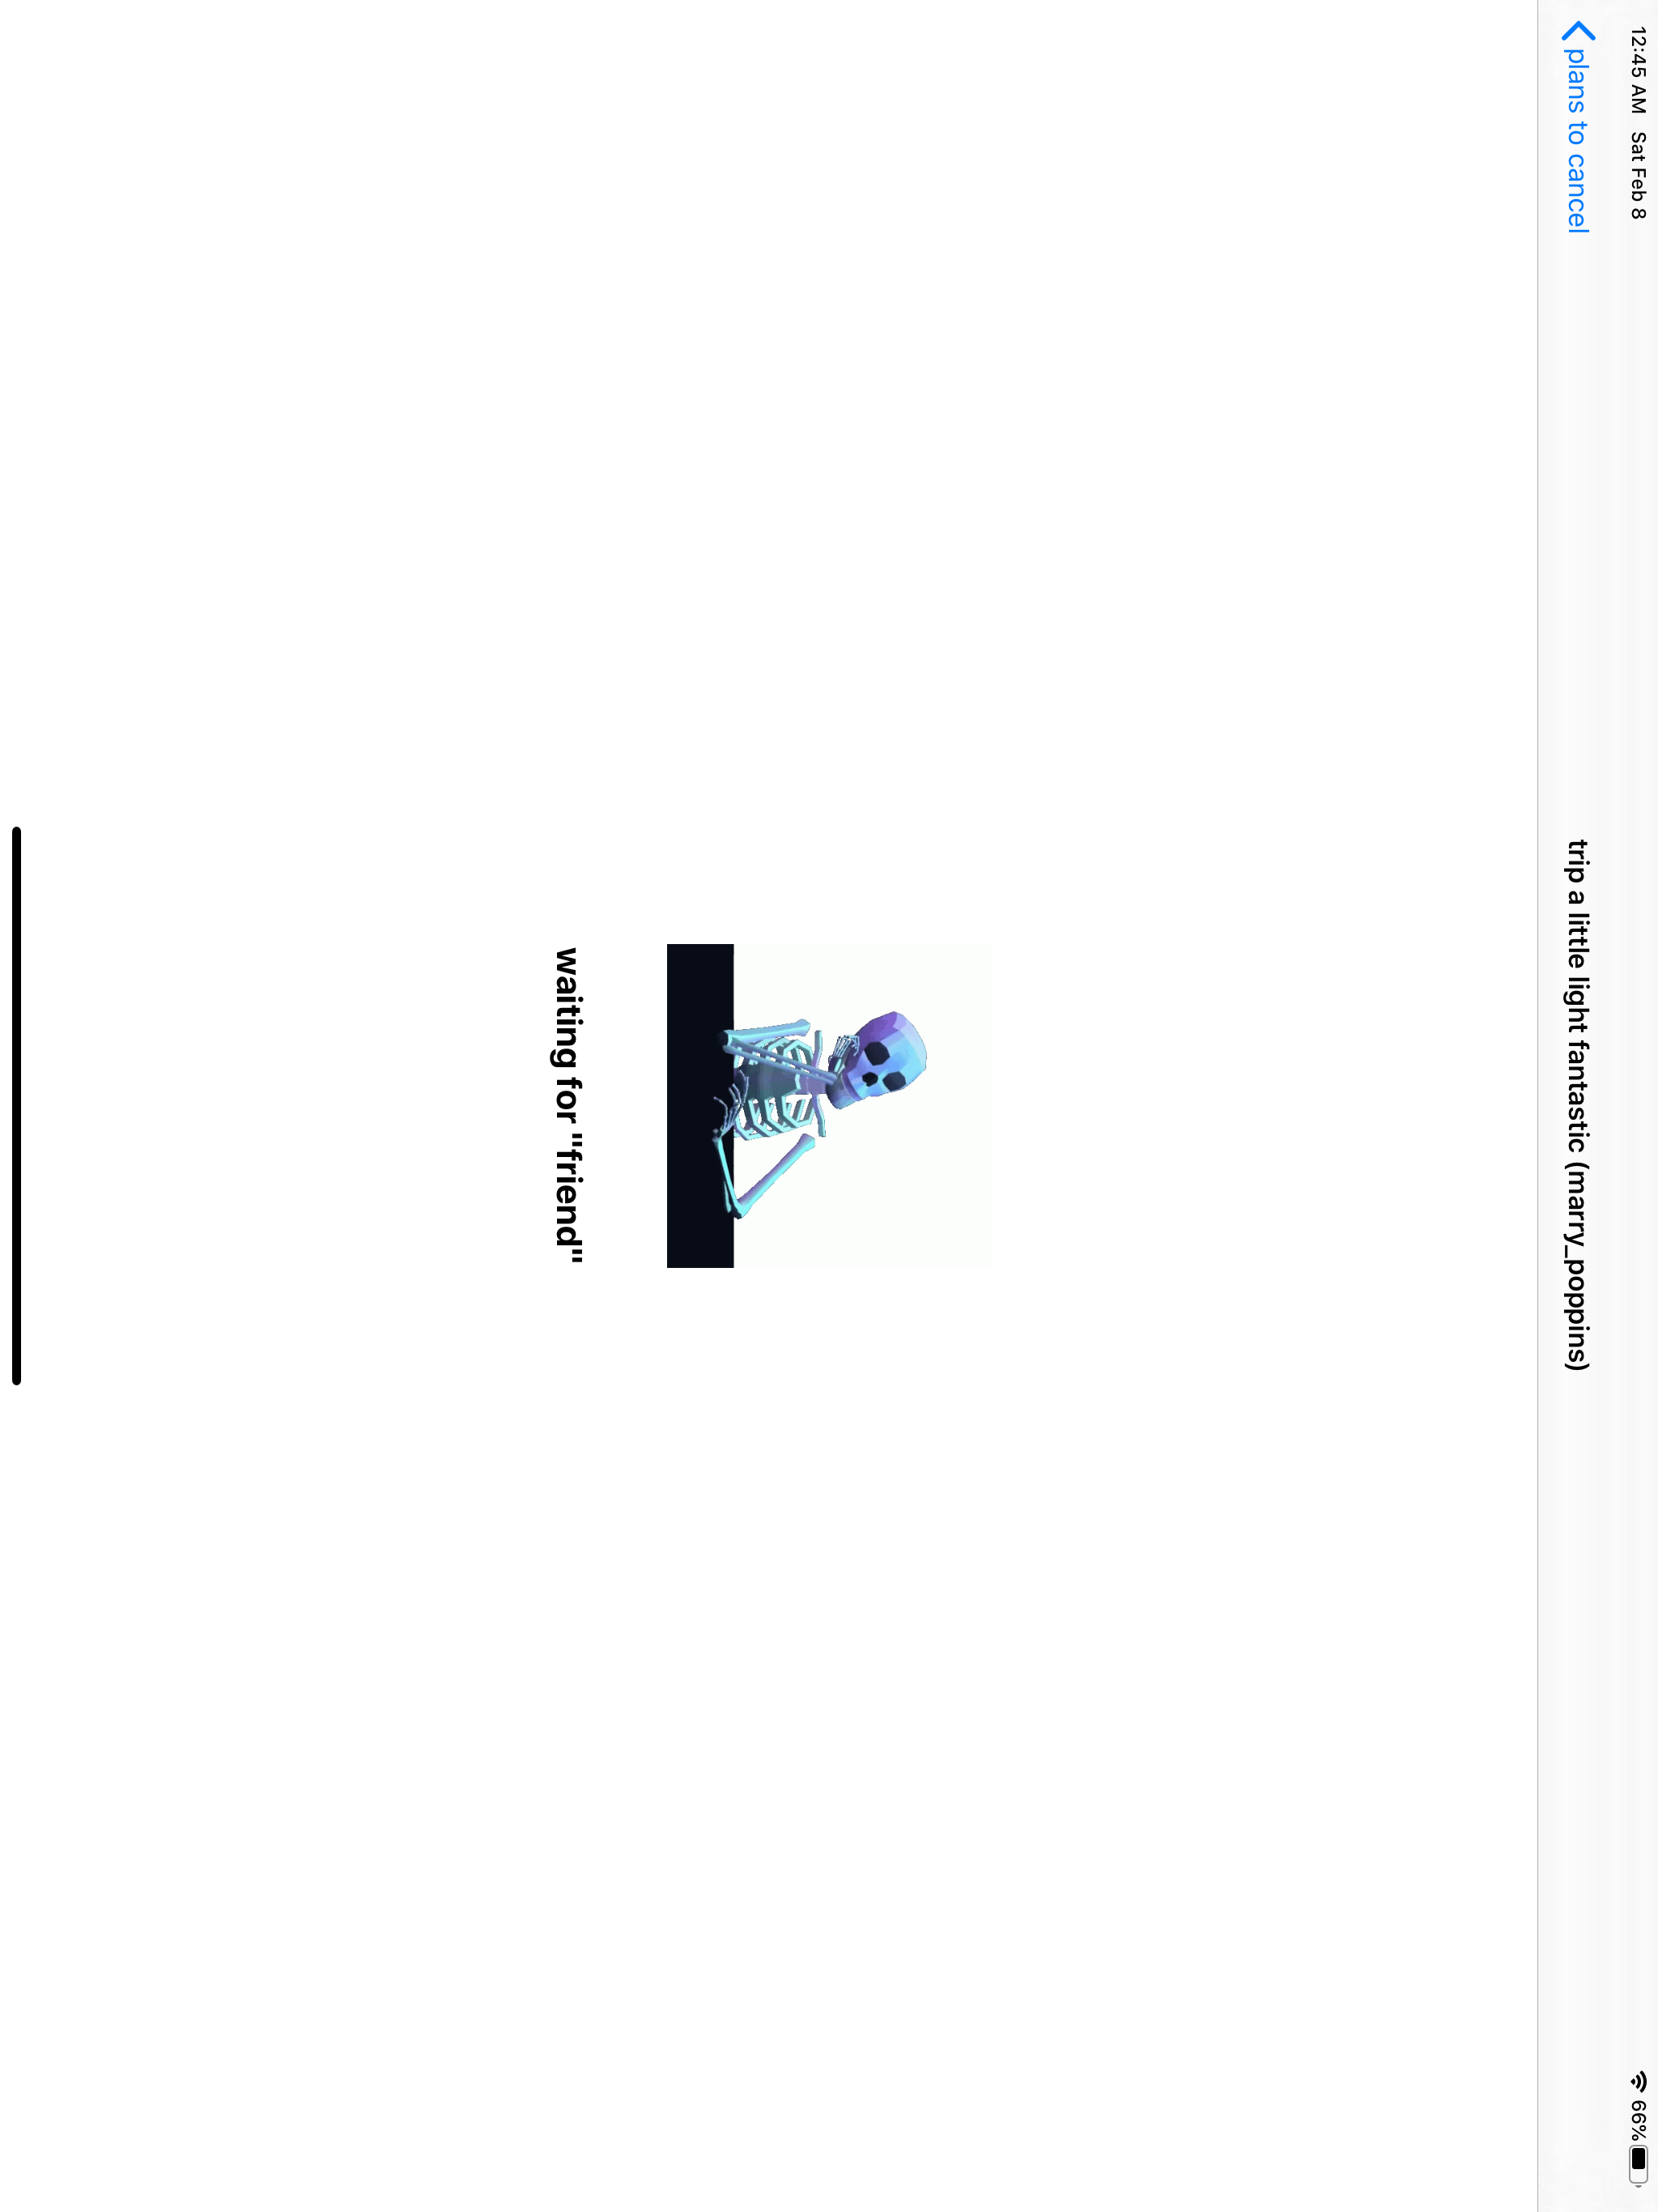 12:45 AM Sat Feb 8
66%
plans to cancel
trip a little light fantastic (marry_poppins)
waiting for "friend"